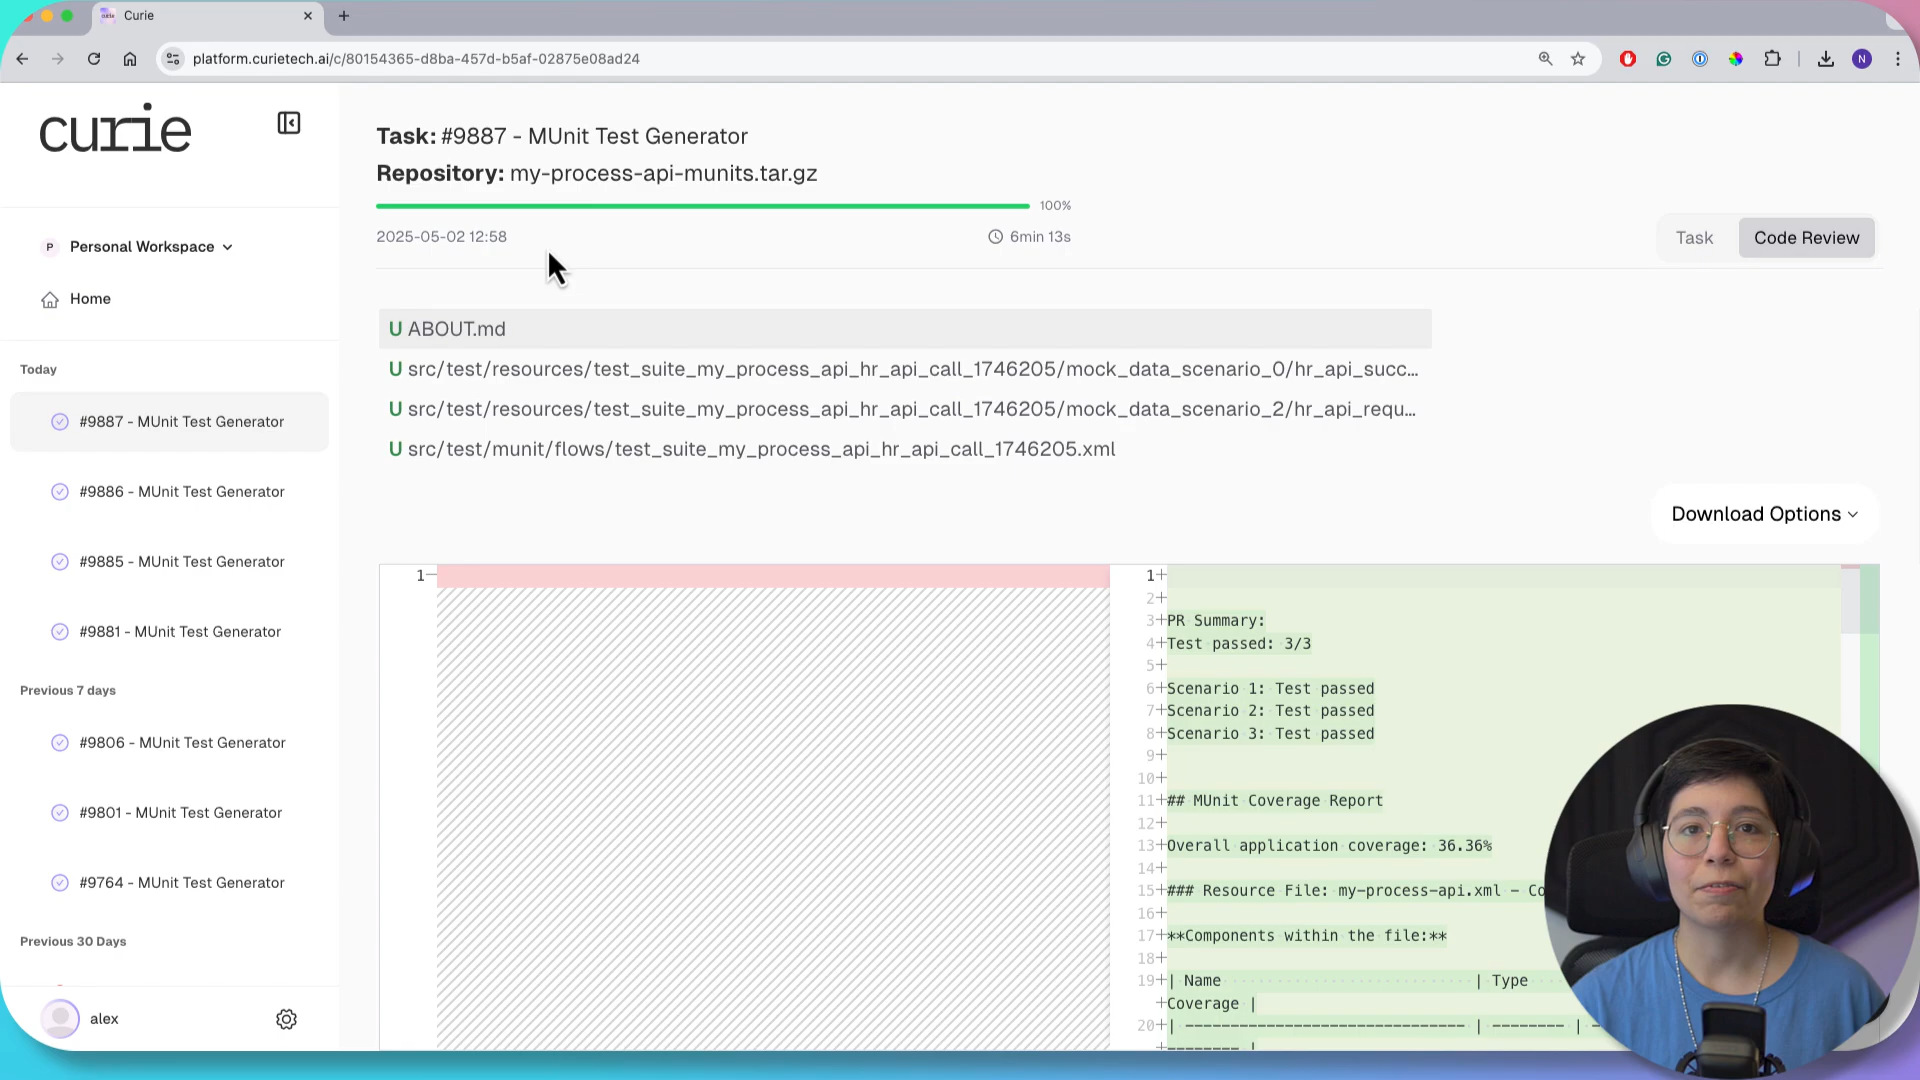 Curie
platform.curietech.ai/c/80154365-d8ba-457d-b5af-02875e08ad24
N
curie
Task: #9887 - MUnit Test Generator
Repository: my-process-api-munits.tar.gz
100%
2025-05-02 12:58
6min 13s
Task
Code Review
P Personal Workspace
Home
Today
#9887 - MUnit Test Generator
#9886 - MUnit Test Generator
#9885 - MUnit Test Generator
#9881 - MUnit Test Generator
Previous 7 days
#9806 - MUnit Test Generator
#9801 - MUnit Test Generator
#9764 - MUnit Test Generator
Previous 30 Days
alex
U ABOUT.md
U src/test/resources/test_suite_my_process_api_hr_api_call_1746205/mock_data_scenario_0/hr_api_succ...
U src/test/resources/test_suite_my_process_api_hr_api_call_1746205/mock_data_scenario_2/hr_api_requ...
U src/test/munit/flows/test_suite_my_process_api_hr_api_call_1746205.xml
Download Options
1-
1+
2+
3+PR Summary:
4+Test passed: 3/3
5+
6+Scenario 1: Test passed
7+Scenario 2: Test passed
8+Scenario 3: Test passed
9+
10+
11+## MUnit Coverage Report
12+
13+Overall application coverage: 36.36%
14+
15+### Resource File: my-process-api.xml - Co
16+
17+**Components within the file:**
18+
19+| Name | Type
+Coverage |
20+| ------------------------------- | -------- | -
+-------- |